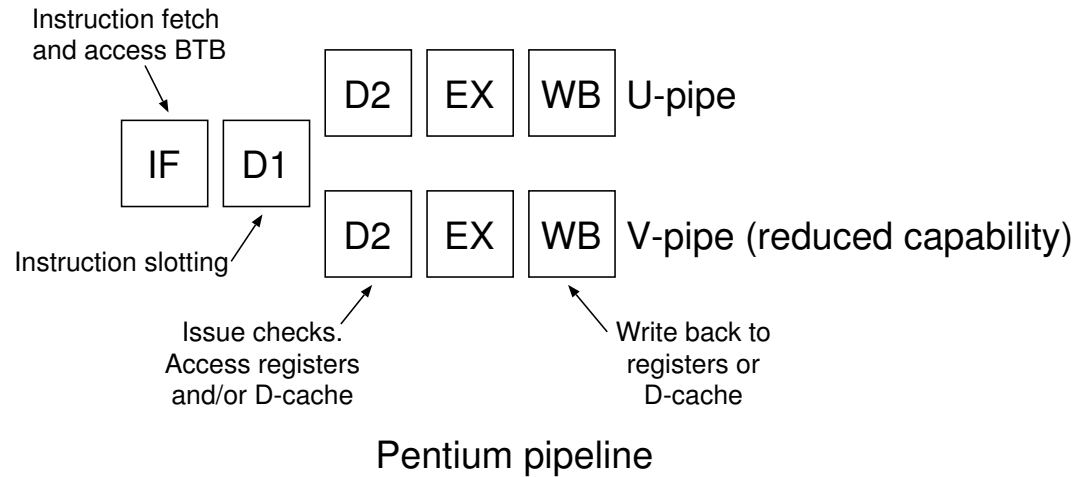 Instruction fetch
and access BTB
D2 EX WB U-pipe
IF D1
D2 EX WB V-pipe (reduced capability)
Instruction slotting
Issue checks.
Access registers
and/or D-cache
Write back to
registers or
D-cache
Pentium pipeline